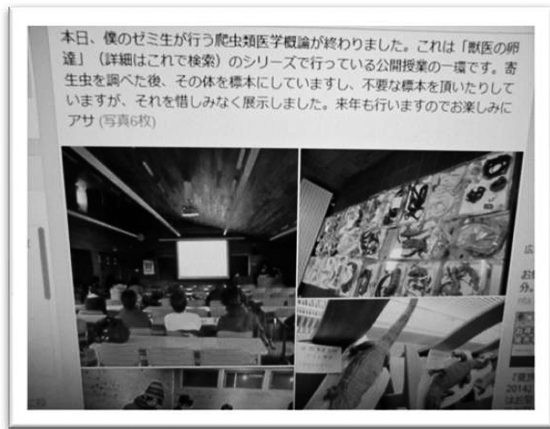 本日、僕のゼミ生が行う爬虫類医学概論が終わりました。これは「獣医の卵
達」(詳細はこれで検索)のシリーズで行っている公開授業の一環です。寄
生虫を調べた後、その体を標本にしていますし、不要な標本を頂いたりして
いますが、それを惜しみなく展示しました。来年も行いますのでお楽しみに
アサ (写真6枚)